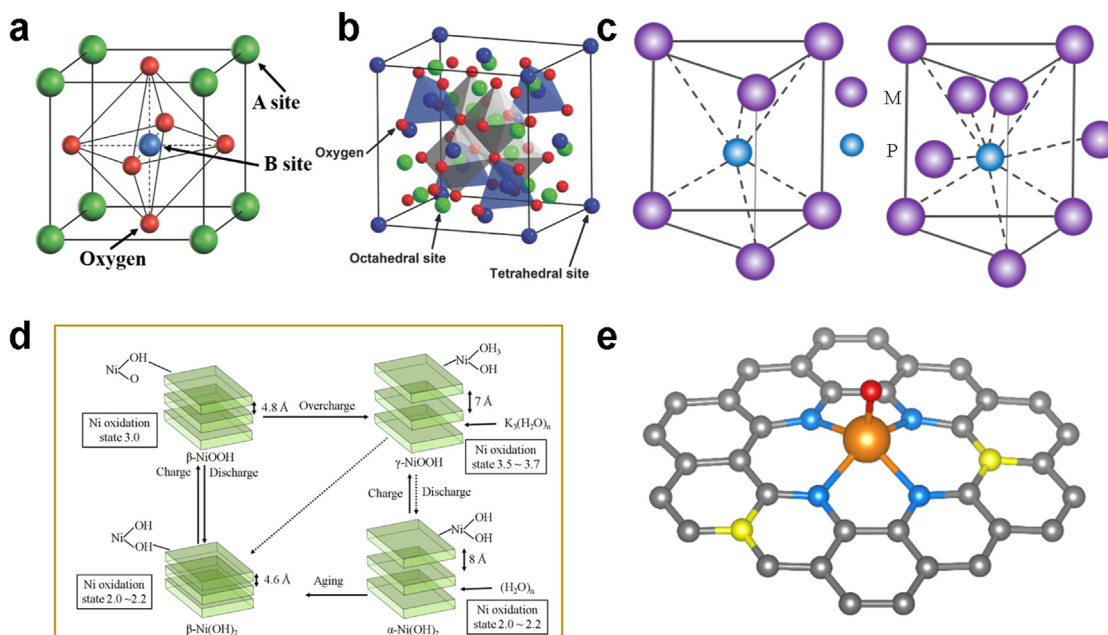 a
A site
B site
Oxygen
b
Oxygen
Octahedral site
Tetrahedral site
c
M
P
d
Ni
OH
O
Ni oxidation
state 3.0
4.8 Å
β-NiOOH
Overcharge
Ni
OH₃
OH
7 Å
K₃(H₂O)ₙ
γ-NiOOH
Ni oxidation
state 3.5 ~ 3.7
Charge
Discharge
Charge
Discharge
Ni
OH
OH
Ni oxidation
state 2.0 ~2.2
4.6 Å
β-Ni(OH)₂
Aging
Ni
OH
OH
8 Å
(H₂O)ₙ
α-Ni(OH)₂
Ni oxidation
state 2.0 ~ 2.2
e